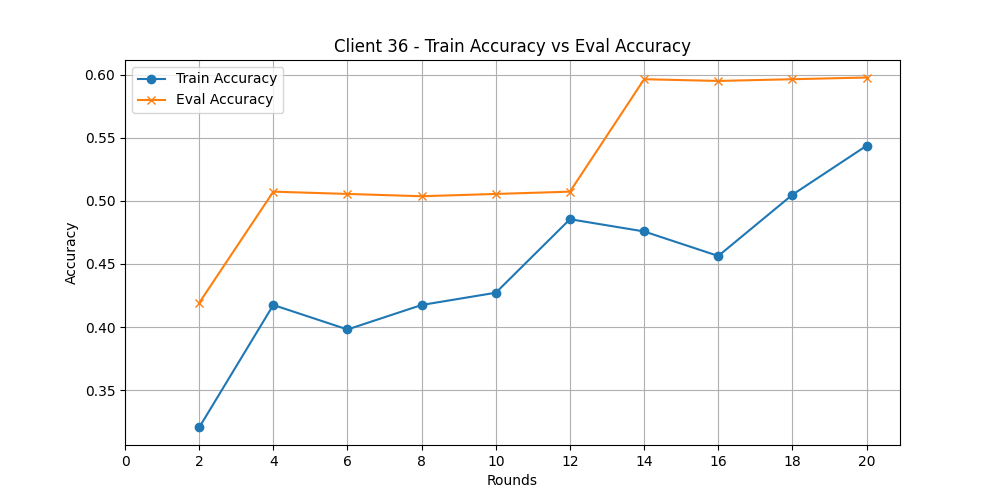 Client 36 - Train Accuracy vs Eval Accuracy
Train Accuracy
Eval Accuracy
Accuracy
0.60
0.55
0.50
0.45
0.40
0.35
0 2 4 6 8 10 12 14 16 18 20
Rounds